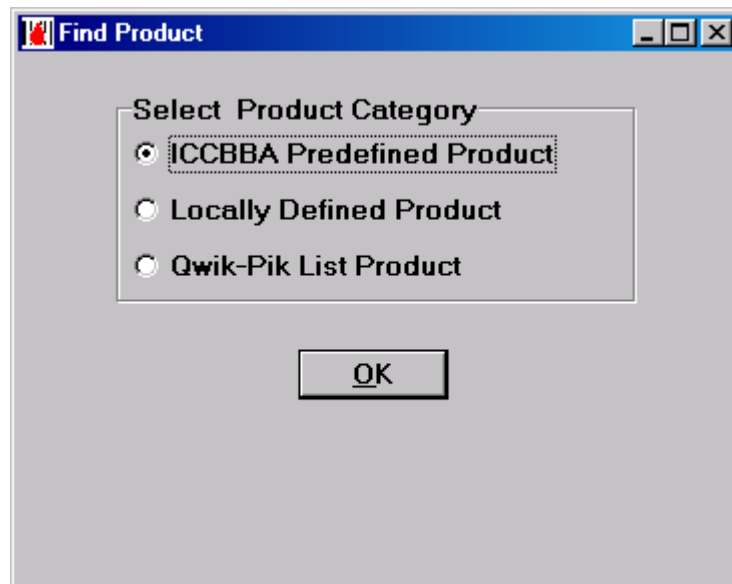 Find Product
Select Product Category
ICCBBA Predefined Product
Locally Defined Product
Qwik-Pik List Product
OK